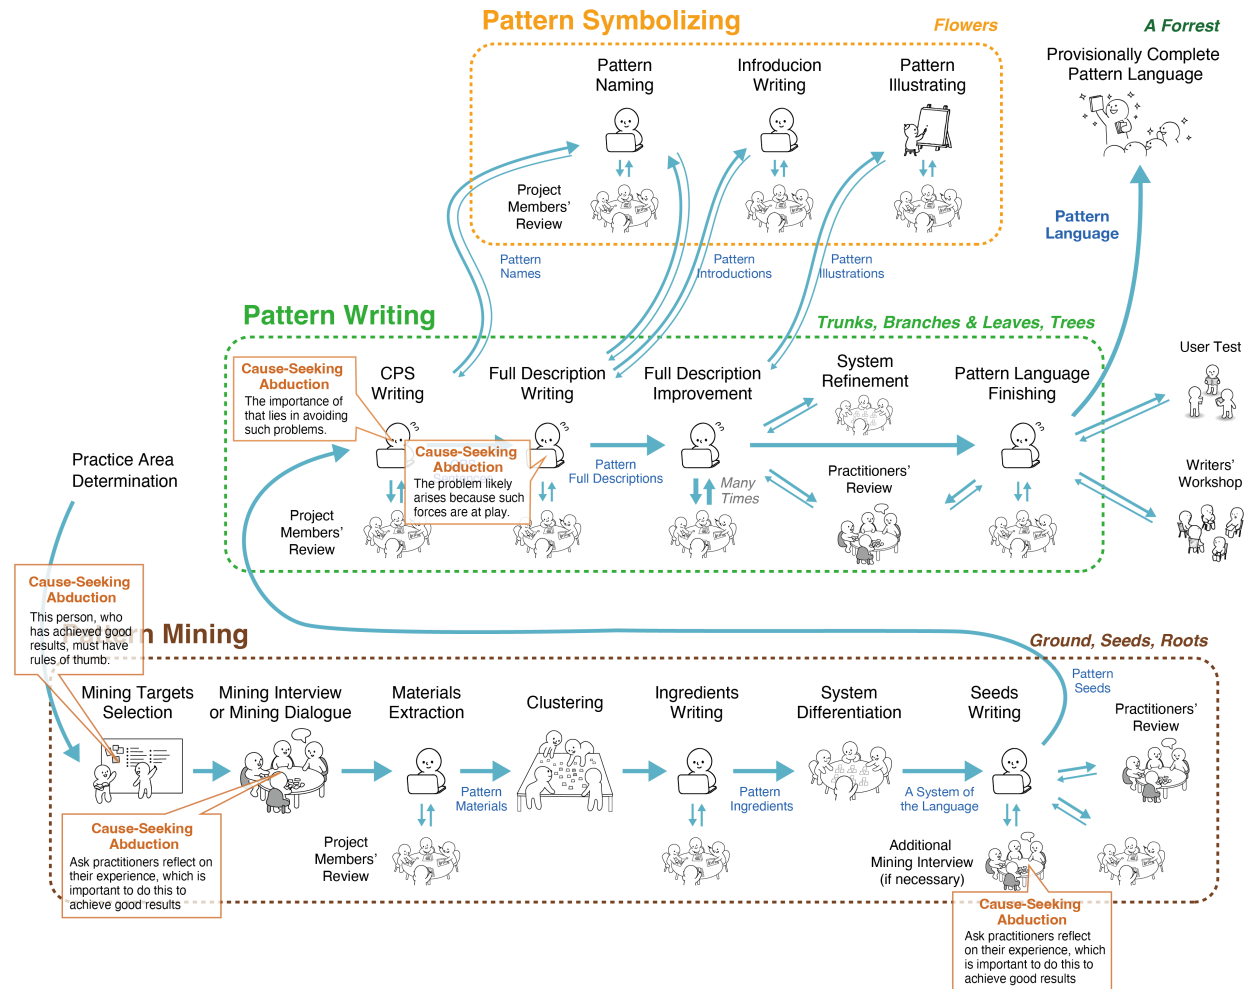 Pattern Symbolizing
Flowers
A Forrest
Provisionally Complete
Pattern Language
Pattern
Naming
Introducion
Writing
Pattern
Illustrating
Project
Members’
Review
Pattern
Language
Pattern
Names
Pattern
Introductions
Pattern
Illustrations
Pattern Writing
Trunks, Branches & Leaves, Trees
Cause-Seeking
Abduction
The importance of
that lies in avoiding
such problems.
CPS
Writing
Full Description
Writing
Full Description
Improvement
System
Refinement
Pattern Language
Finishing
User Test
Cause-Seeking
Abduction
The problem likely
arises because such
forces are at play.
Pattern
Full Descriptions
Many
Times
Practitioners’
Review
Writers’
Workshop
Project
Members’
Review
Practice Area
Determination
Cause-Seeking
Abduction
This person, who
has achieved good
results, must have
rules of thumb.
Pattern Mining
Ground, Seeds, Roots
Mining Targets
Selection
Mining Interview
or Mining Dialogue
Materials
Extraction
Clustering
Ingredients
Writing
System
Differentiation
Seeds
Writing
Pattern
Seeds
Practitioners’
Review
Pattern
Materials
Pattern
Ingredients
A System of
the Language
Cause-Seeking
Abduction
Ask practitioners reflect on
their experience, which is
important to do this to
achieve good results
Project
Members’
Review
Additional
Mining Interview
(if necessary)
Cause-Seeking
Abduction
Ask practitioners reflect
on their experience, which
is important to do this to
achieve good results